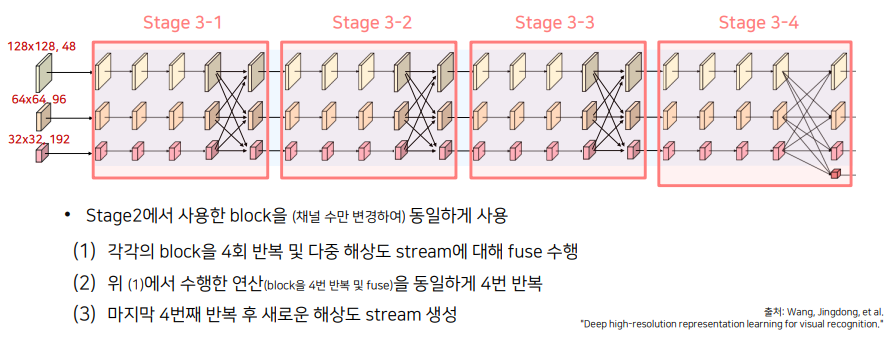 Stage 3-1
Stage 3-2
Stage 3-3
Stage 3-4
128x128, 48
64x64, 96
32x32, 192
• Stage2에서 사용한 block을 (채널 수만 변경하여) 동일하게 사용
(1) 각각의 block을 4회 반복 및 다중 해상도 stream에 대해 fuse 수행
(2) 위 (1)에서 수행한 연산(block을 4번 반복 및 fuse)을 동일하게 4번 반복
(3) 마지막 4번째 반복 후 새로운 해상도 stream 생성
출처: Wang, Jingdong, et al.
"Deep high-resolution representation learning for visual recognition."